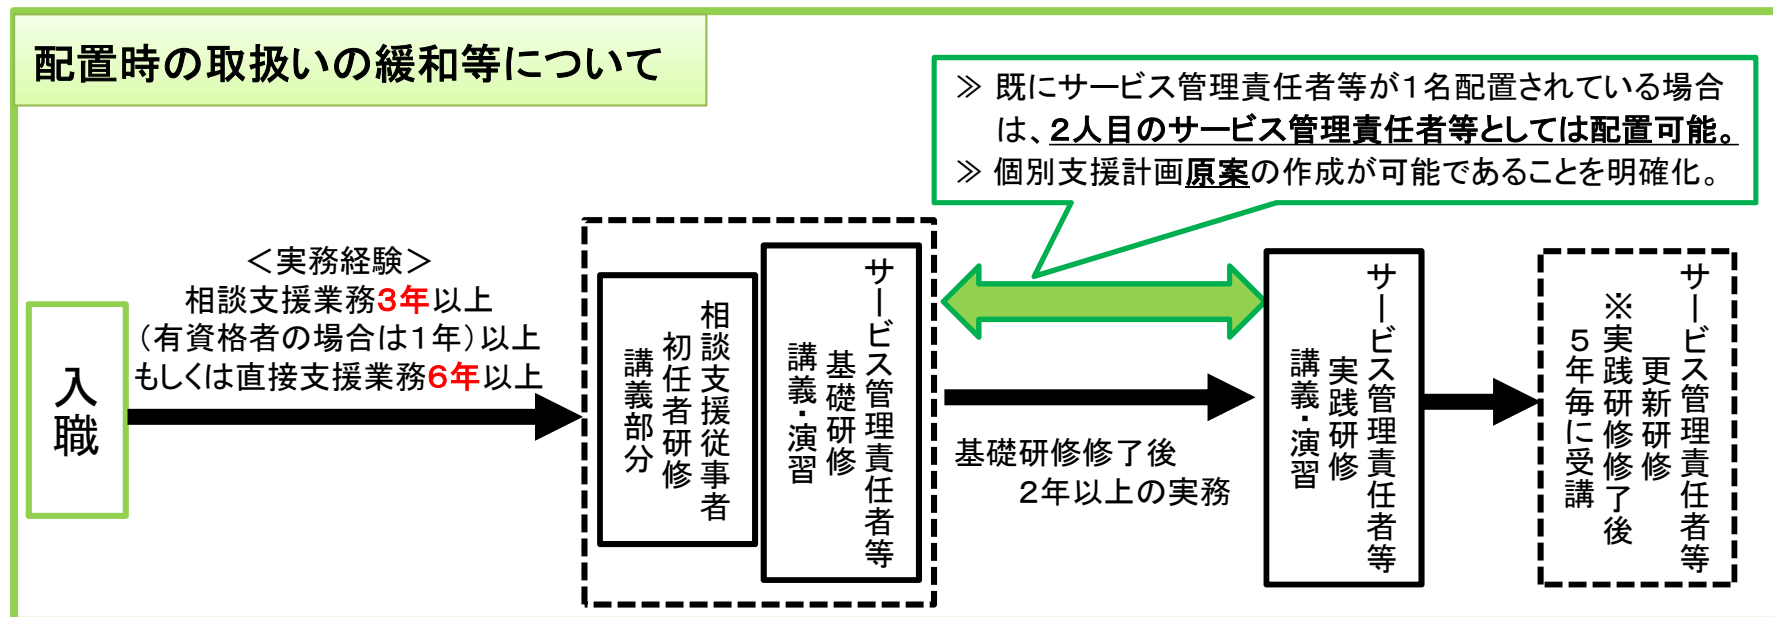 配置時の取扱いの緩和等について
≫ 既にサービス管理責任者等が１名配置されている場合
は、２人目のサービス管理責任者等としては配置可能。
≫ 個別支援計画原案の作成が可能であることを明確化。
入職
＜実務経験＞
相談支援業務３年以上
（有資格者の場合は１年）以上
もしくは直接支援業務６年以上
相談支援従事者
初任者研修
講義部分
サービス管理責任者等
基礎研修
講義・演習
基礎研修修了後
２年以上の実務
サービス管理責任者等
実践研修
講義・演習
サービス管理責任者等
更新研修
※実践研修修了後
５年毎に受講